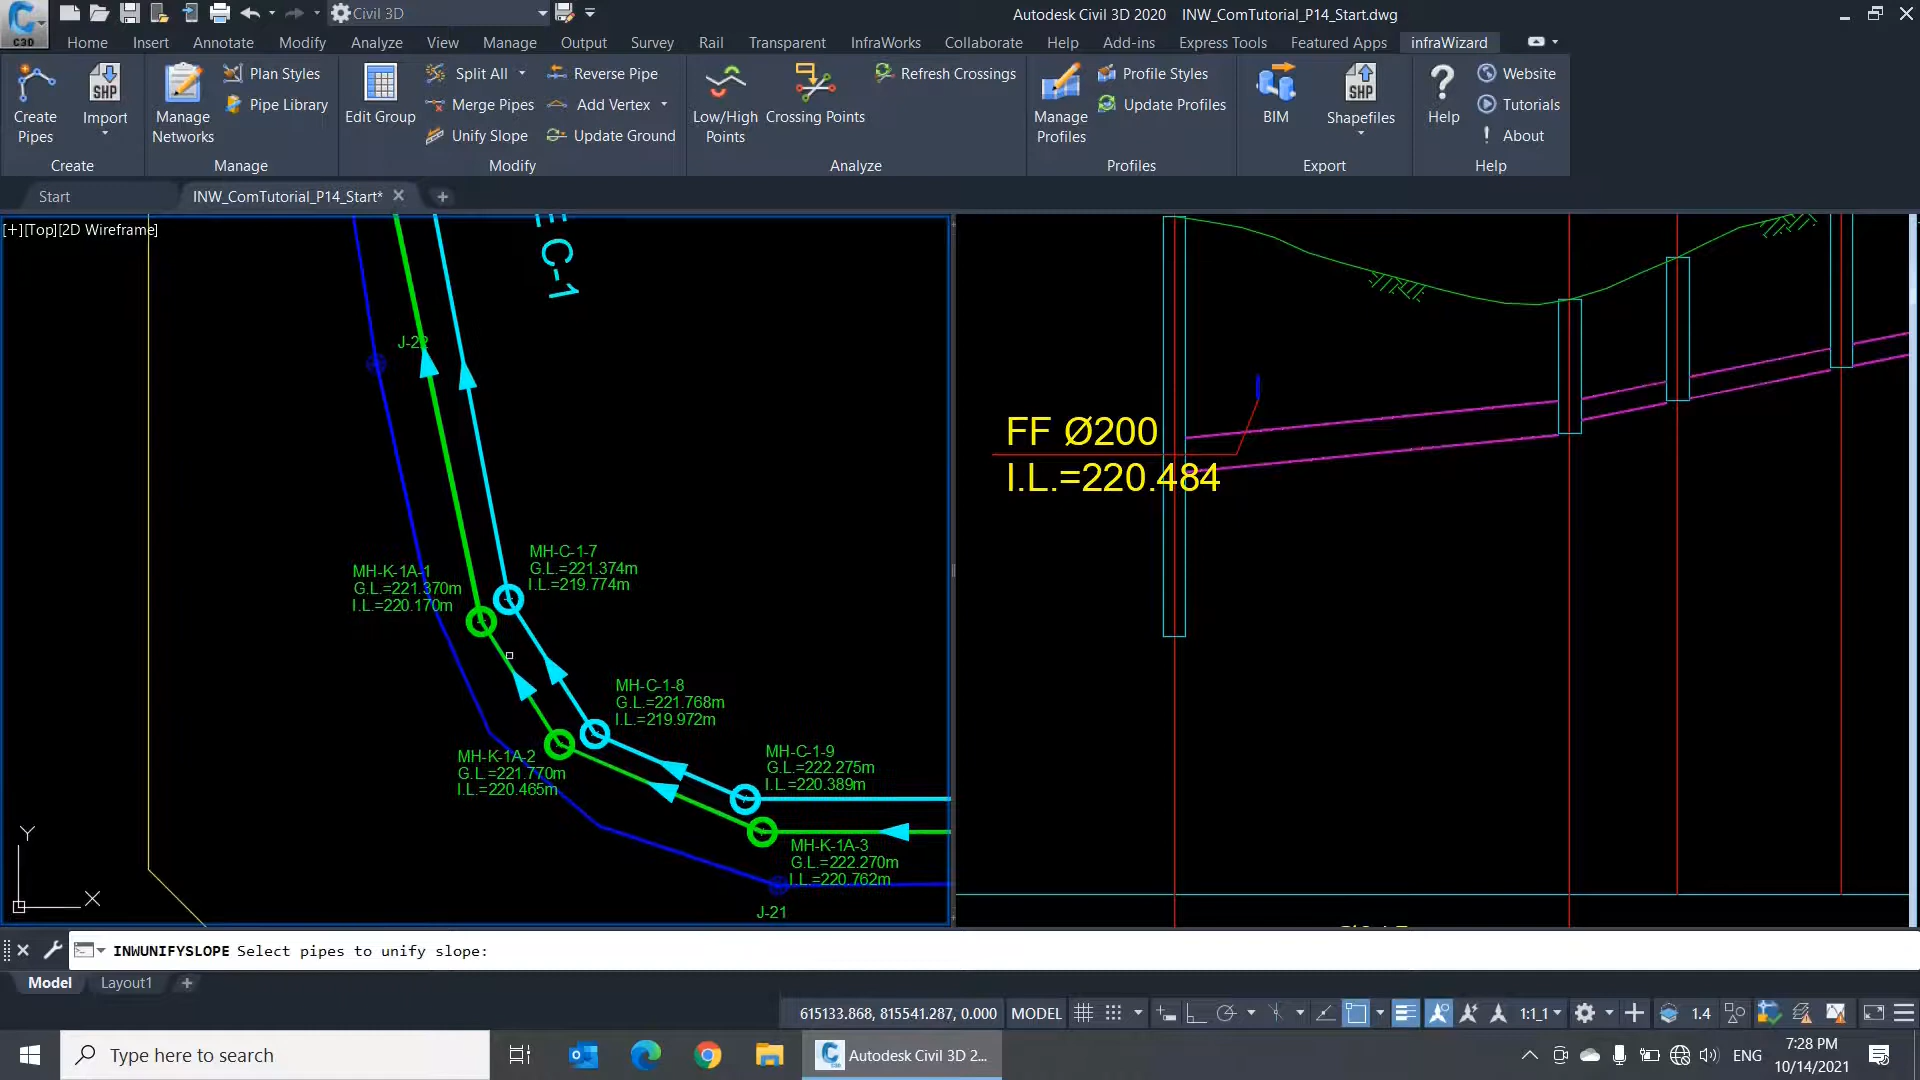 C3D
Civil 3D
Autodesk Civil 3D 2020 INW_ComTutorial_P14_Start.dwg
Home Insert Annotate Modify Analyze View Manage Output Survey Rail Transparent InfraWorks Collaborate Help Add-ins Express Tools Featured Apps infraWizard
Create Pipes
SHP
Import
Create
Manage Networks
Plan Styles
Pipe Library
Manage
Edit Group
Split All
Merge Pipes
Unify Slope
Reverse Pipe
Add Vertex
Update Ground
Modify
Low/High Points
Crossing Points
Refresh Crossings
Analyze
Manage Profiles
Profile Styles
Update Profiles
Profiles
BIM
SHP
Shapefiles
Export
Help
Website
Tutorials
About
Help
Start
INW_ComTutorial_P14_Start*
[+][Top][2D Wireframe]
C-1
J-22
MH-C-1-7
G.L.=221.374m
I.L.=219.774m
MH-K-1A-1
G.L.=221.370m
I.L.=220.170m
MH-C-1-8
G.L.=221.768m
I.L.=219.972m
MH-K-1A-2
G.L.=221.770m
I.L.=220.465m
MH-C-1-9
G.L.=222.275m
I.L.=220.389m
MH-K-1A-3
G.L.=222.270m
I.L.=220.762m
J-21
Y
X
FF Ø200
I.L.=220.484
INWUNIFYSLOPE Select pipes to unify slope:
Model Layout1
615133.868, 815541.287, 0.000 MODEL 1:1_1 1.4
Type here to search
Autodesk Civil 3D 2...
ENG
7:28 PM
10/14/2021